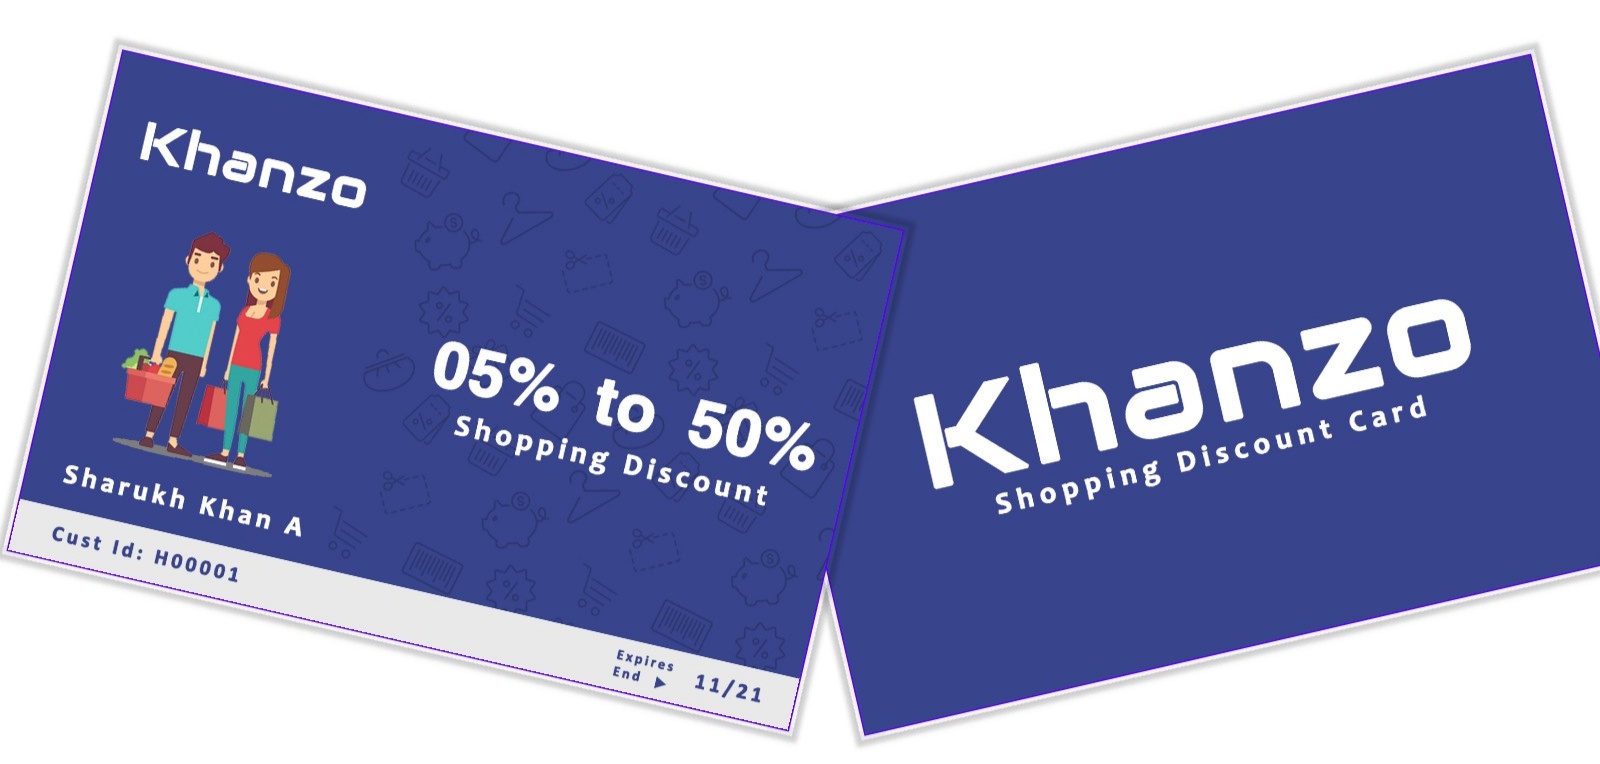 Khanzo
05% to 50%
Shopping Discount
Sharukh Khan A
Cust Id: H00001
Expires
End ▶ 11/21
Khanzo
Shopping Discount Card